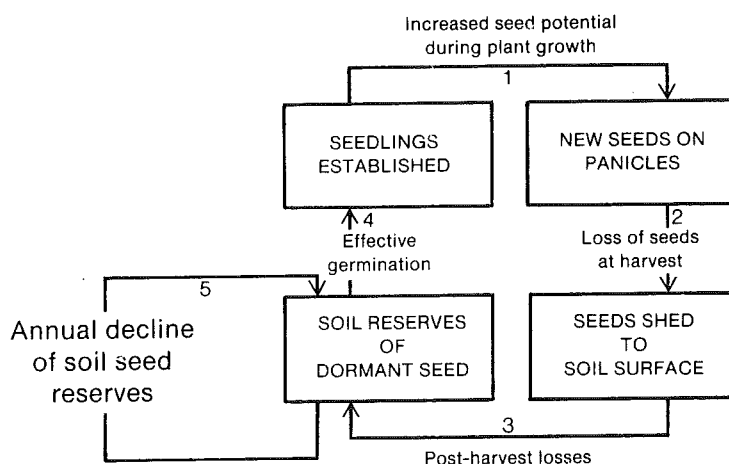 Increased seed potential
during plant growth
1
SEEDLINGS
ESTABLISHED
NEW SEEDS ON
PANICLES
4
Effective
germination
2
Loss of seeds
at harvest
5
Annual decline
of soil seed
reserves
SOIL RESERVES
OF
DORMANT SEED
SEEDS SHED
TO
SOIL SURFACE
3
Post-harvest losses